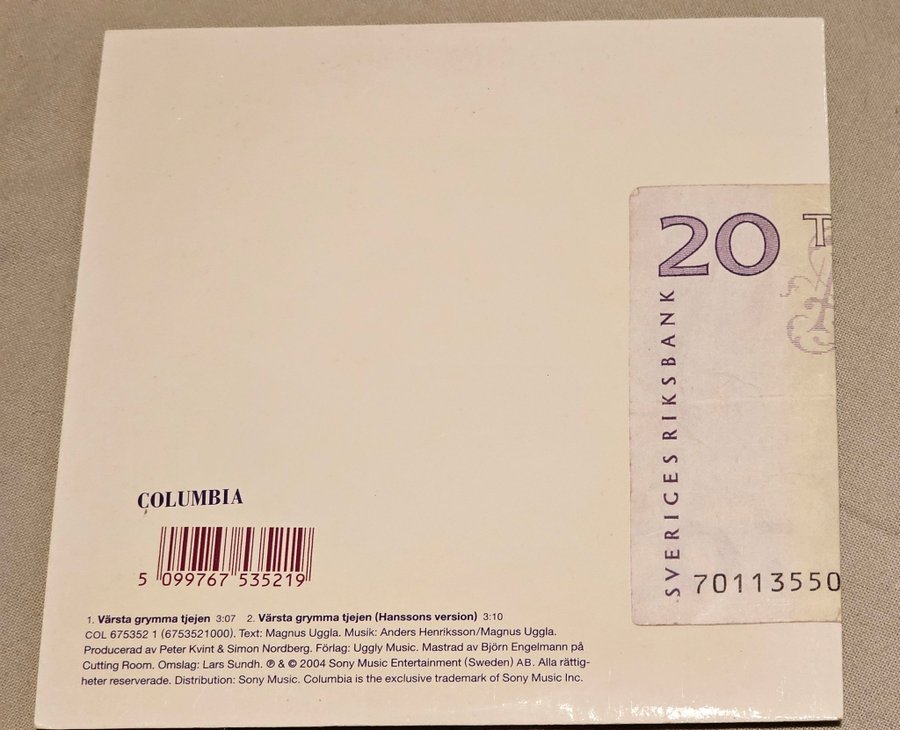 20 T
SVERIGES RIKSBANK
70113550
COLUMBIA
5 099767 535219
1. Värsta grymma tjejen 3:07 2. Värsta grymma tjejen (Hanssons version) 3:10
COL 675352 1 (6753521000). Text: Magnus Uggla. Musik: Anders Henriksson/Magnus Uggla.
Producerad av Peter Kvint & Simon Nordberg. Förlag: Uggly Music. Mastrad av Björn Engelmann på
Cutting Room. Omslag: Lars Sundh. ℗ & © 2004 Sony Music Entertainment (Sweden) AB. Alla rättig-
heter reserverade. Distribution: Sony Music. Columbia is the exclusive trademark of Sony Music Inc.